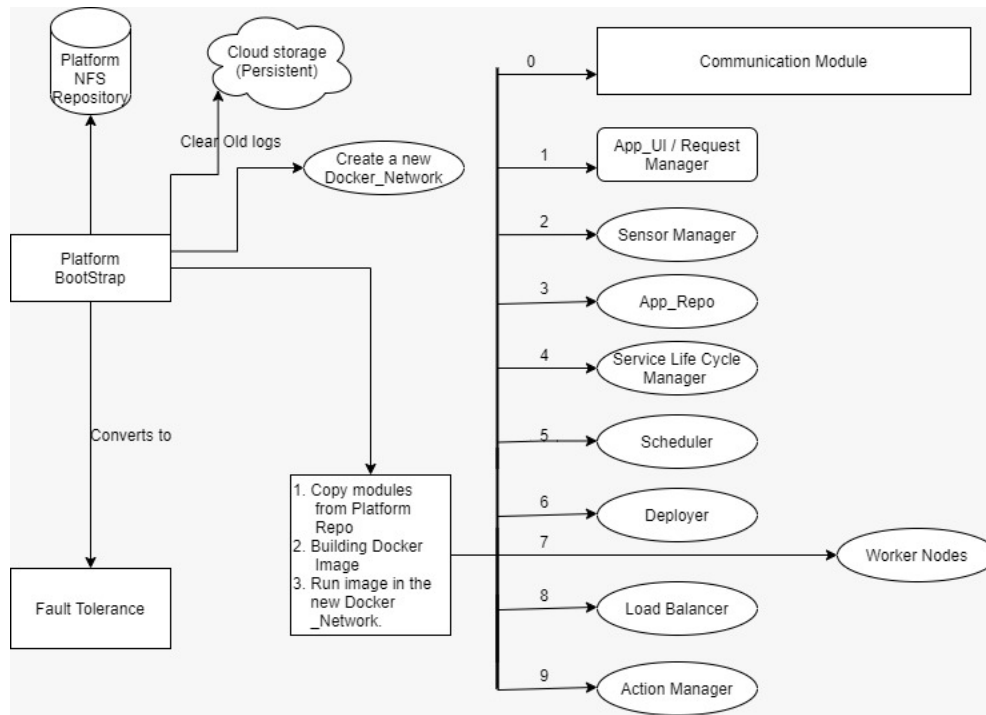 Platform
NFS
Repository
Cloud storage
(Persistent)
Clear Old logs
Create a new
Docker_Network
Platform
BootStrap
Converts to
Fault Tolerance
1. Copy modules
from Platform
Repo
2. Building Docker
Image
3. Run image in the
new Docker
_Network.
0
Communication Module
1
App_UI / Request
Manager
2
Sensor Manager
3
App_Repo
4
Service Life Cycle
Manager
5
Scheduler
6
Deployer
7
Worker Nodes
8
Load Balancer
9
Action Manager